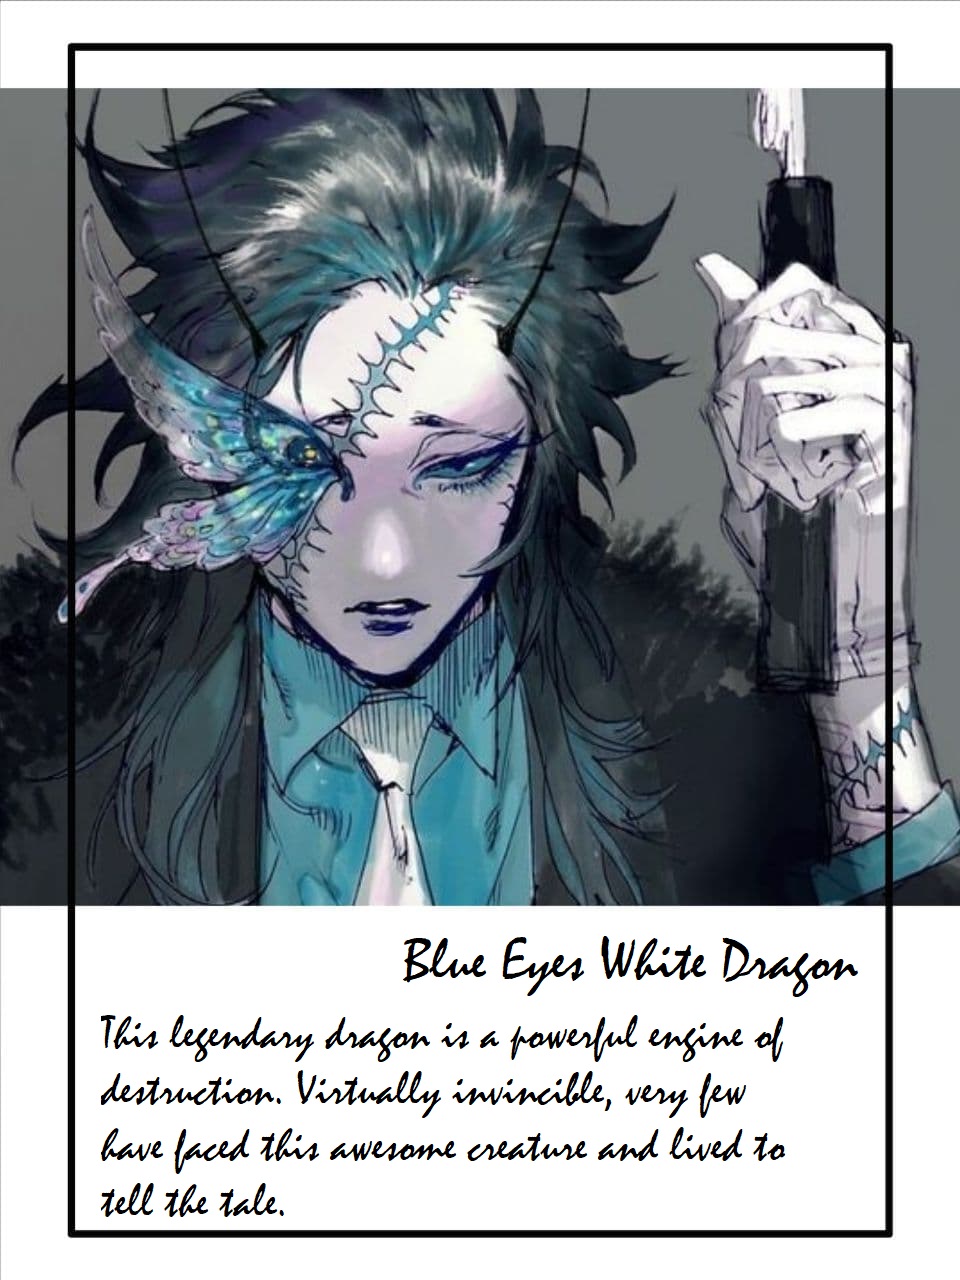 Blue Eyes White Dragon
This legendary dragon is a powerful engine of
destruction. Virtually invincible, very few
have faced this awesome creature and lived to
tell the tale.